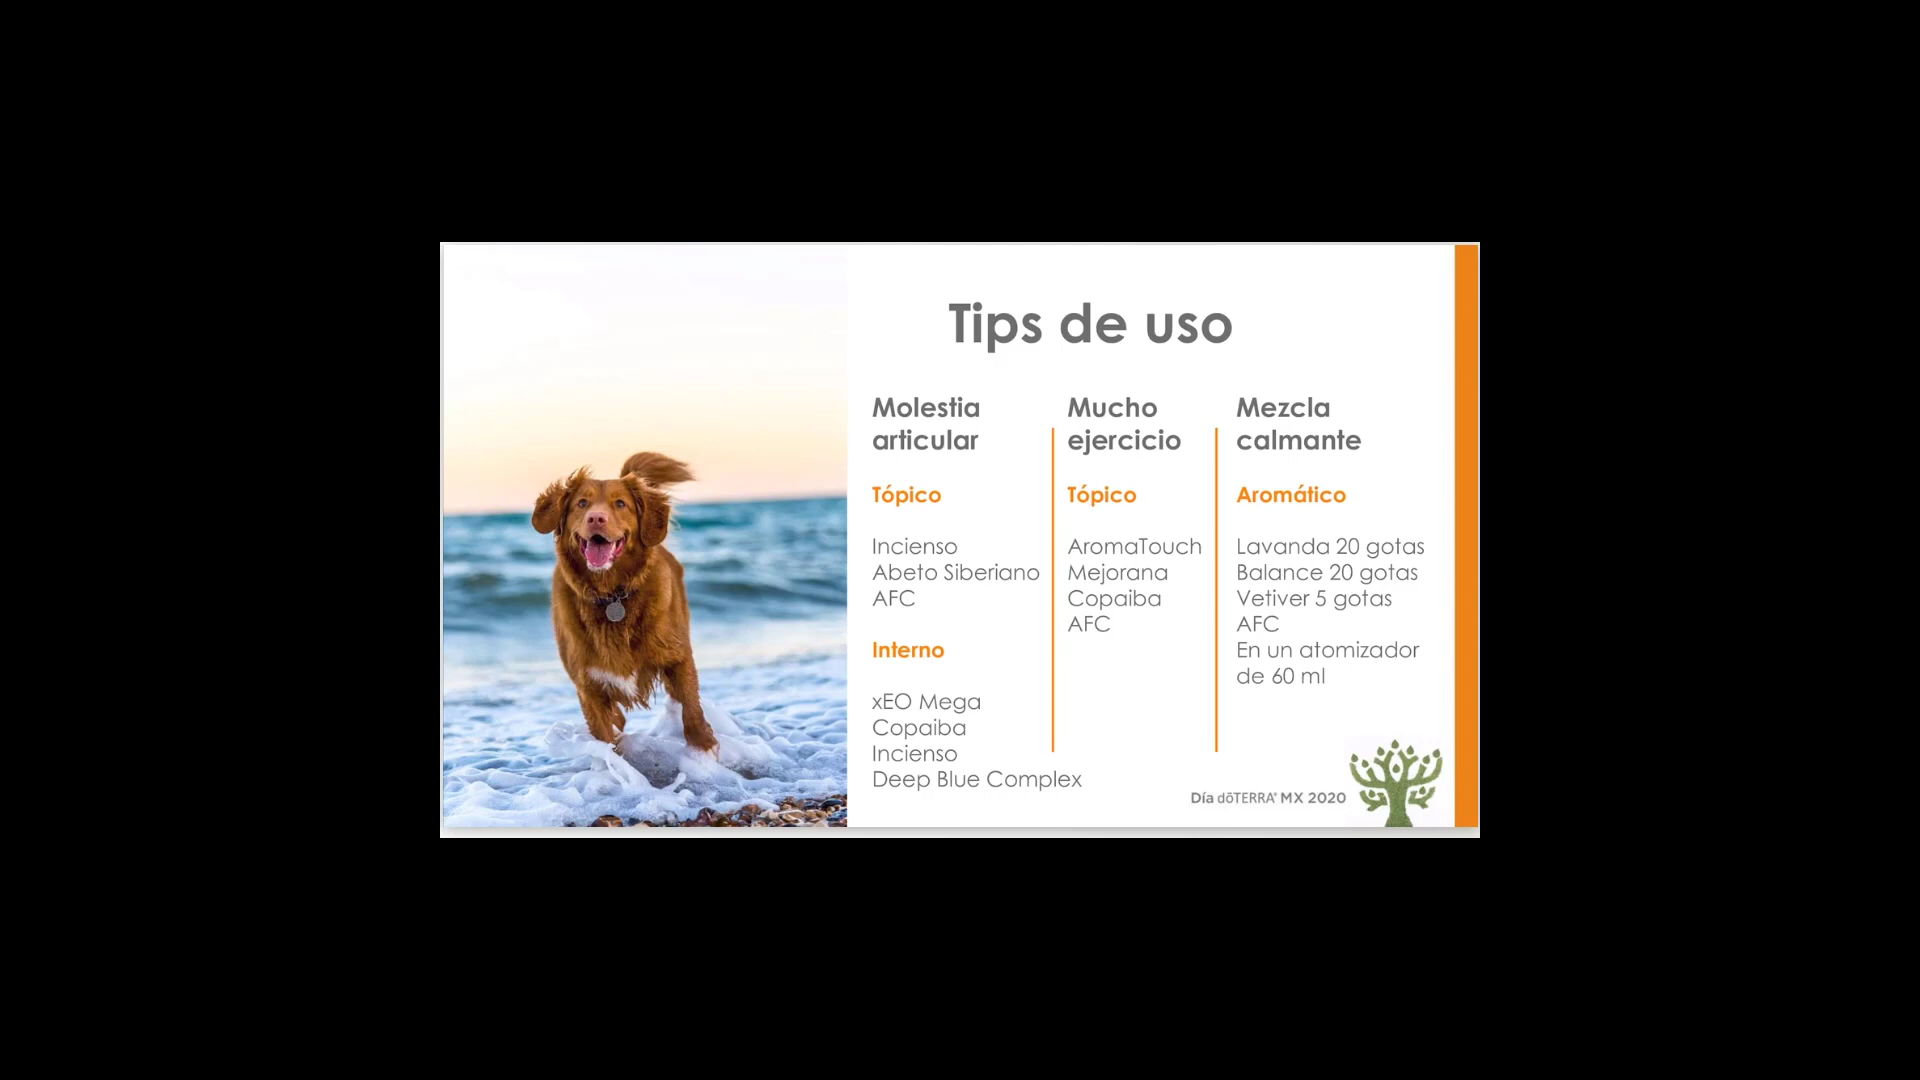 Tips de uso
Molestia
articular
Tópico
Incienso
Abeto Siberiano
AFC
Interno
xEO Mega
Copaiba
Incienso
Deep Blue Complex
Mucho
ejercicio
Tópico
AromaTouch
Mejorana
Copaiba
AFC
Mezcla
calmante
Aromático
Lavanda 20 gotas
Balance 20 gotas
Vetiver 5 gotas
AFC
En un atomizador
de 60 ml
Día dōTERRA® MX 2020